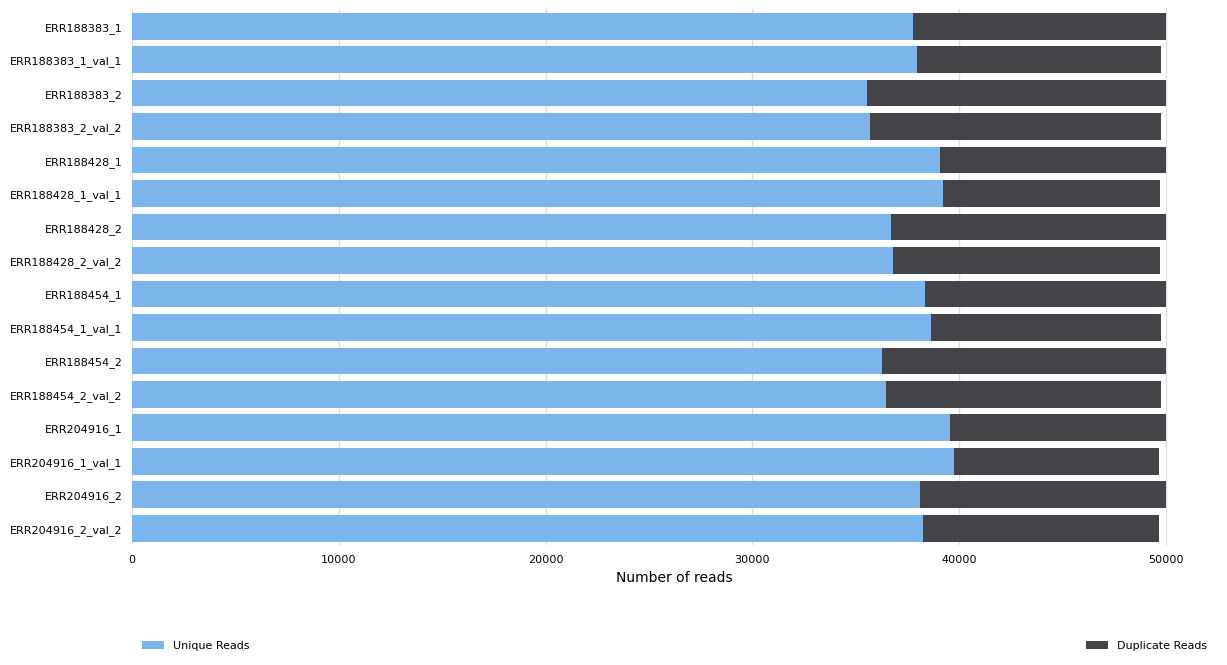 ERR188383_1
ERR188383_1_val_1
ERR188383_2
ERR188383_2_val_2
ERR188428_1
ERR188428_1_val_1
ERR188428_2
ERR188428_2_val_2
ERR188454_1
ERR188454_1_val_1
ERR188454_2
ERR188454_2_val_2
ERR204916_1
ERR204916_1_val_1
ERR204916_2
ERR204916_2_val_2
0 10000 20000 30000 40000 50000
Number of reads
Unique Reads Duplicate Reads